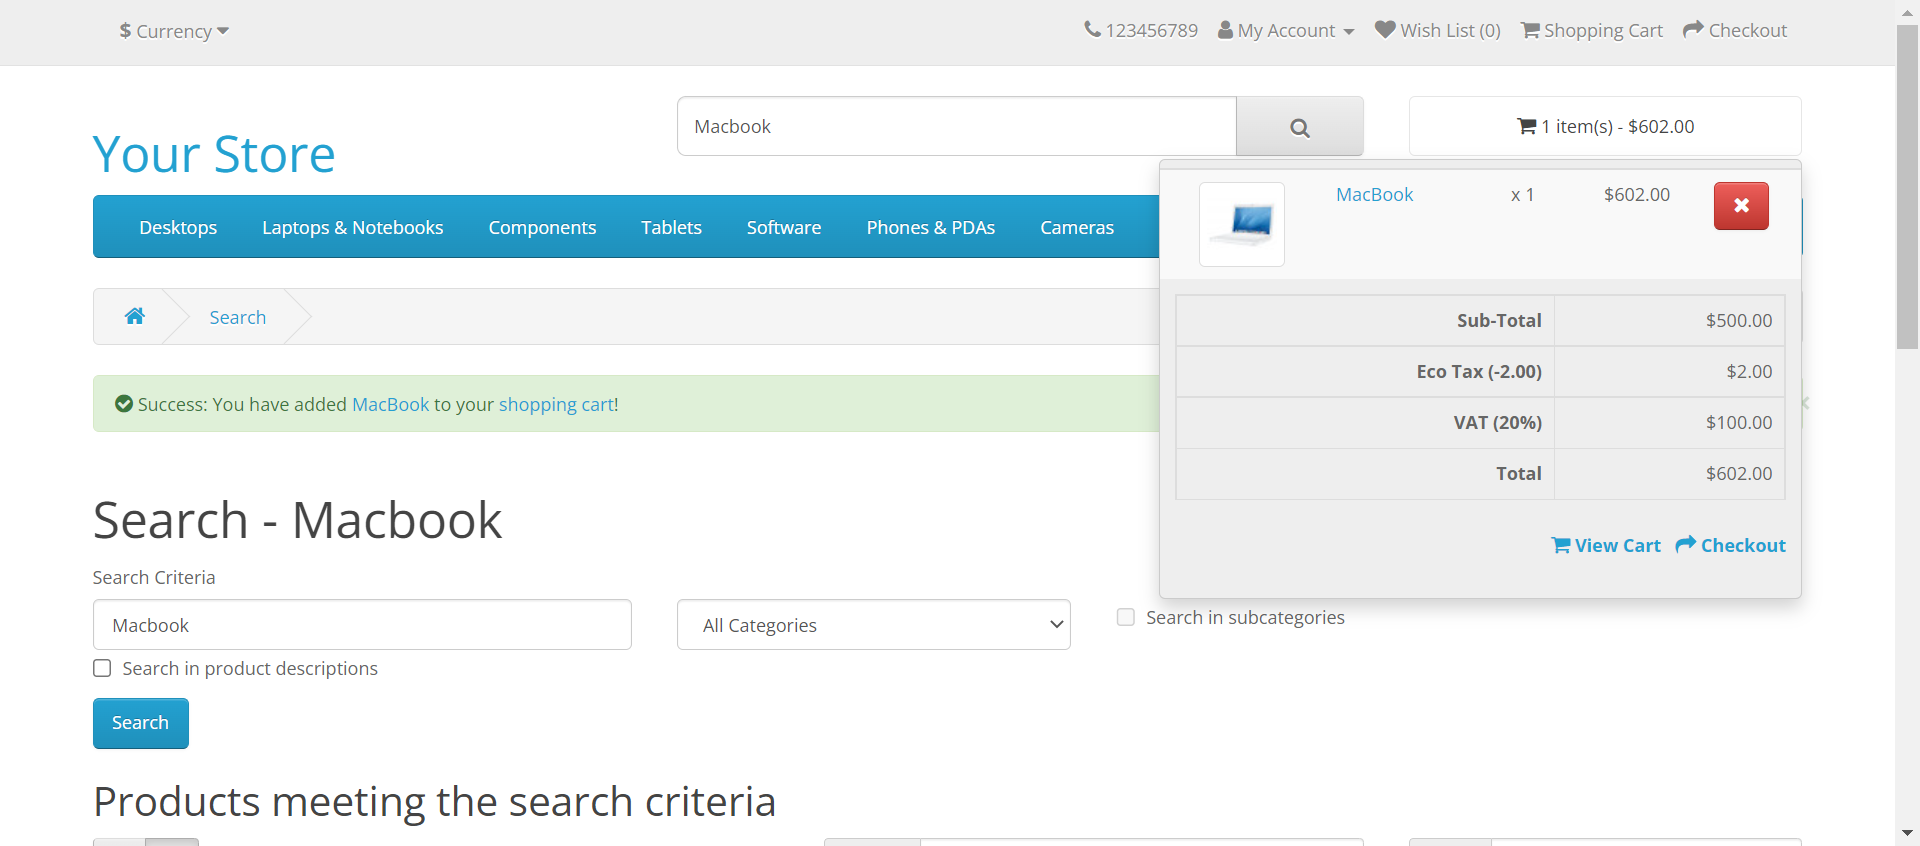 $ Currency
123456789 My Account Wish List (0) Shopping Cart Checkout
Your Store
Macbook
1 item(s) - $602.00
Desktops Laptops & Notebooks Components Tablets Software Phones & PDAs Cameras
MacBook x 1 $602.00
Sub-Total $500.00
Eco Tax (-2.00) $2.00
VAT (20%) $100.00
Total $602.00
View Cart Checkout
Search
Success: You have added MacBook to your shopping cart!
Search - Macbook
Search Criteria
Macbook
All Categories
Search in subcategories
Search in product descriptions
Search
Products meeting the search criteria